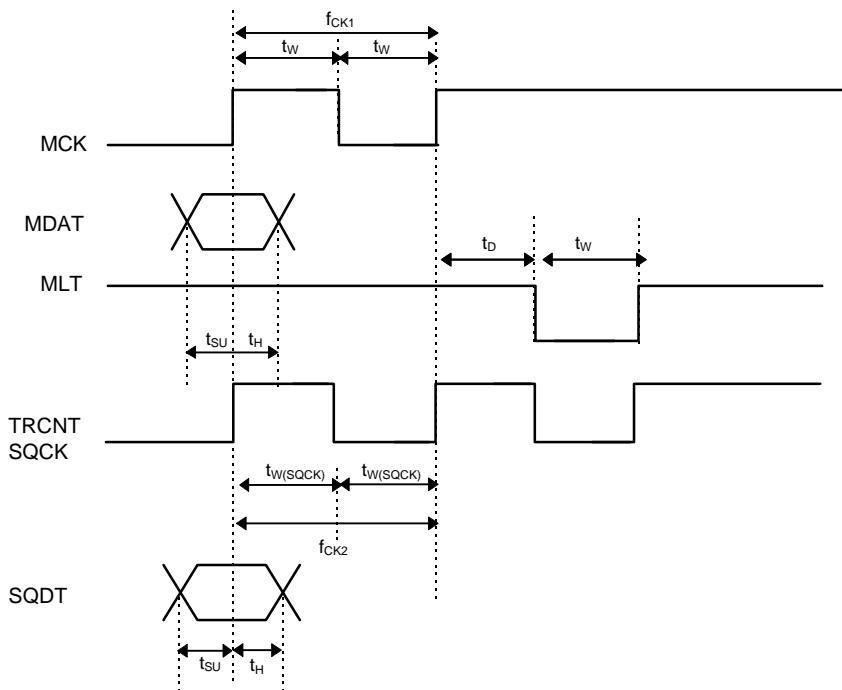 fCK1
tW tW
MCK
MDAT
tD tW
MLT
tSU tH
TRCNT
SQCK
tW(SQCK) tW(SQCK)
fCK2
SQDT
tSU tH